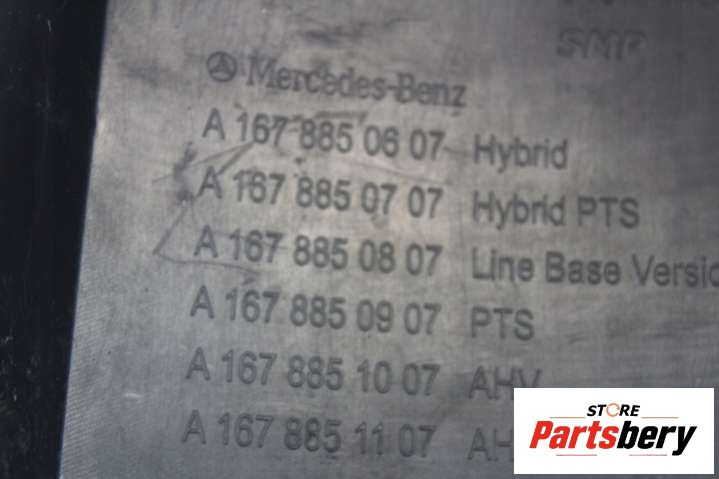 SMP
Mercedes-Benz
A 167 885 06 07 Hybrid
A 167 885 07 07 Hybrid PTS
A 167 885 08 07 Line Base Versio
A 167 885 09 07 PTS
A 167 885 10 07 AHV
A 167 885 11 07 AH
STORE
Partsbery